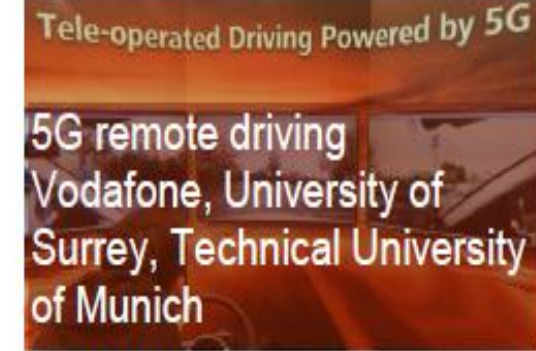 Tele-operated Driving Powered by 5G
5G remote driving
Vodafone, University of
Surrey, Technical University
of Munich